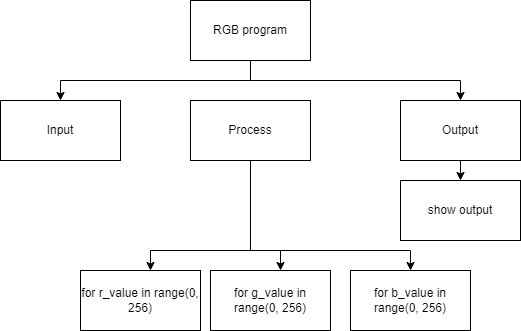 RGB program
Input
Process
Output
show output
for r_value in range(0,
256)
for g_value in
range(0, 256)
for b_value in
range(0, 256)